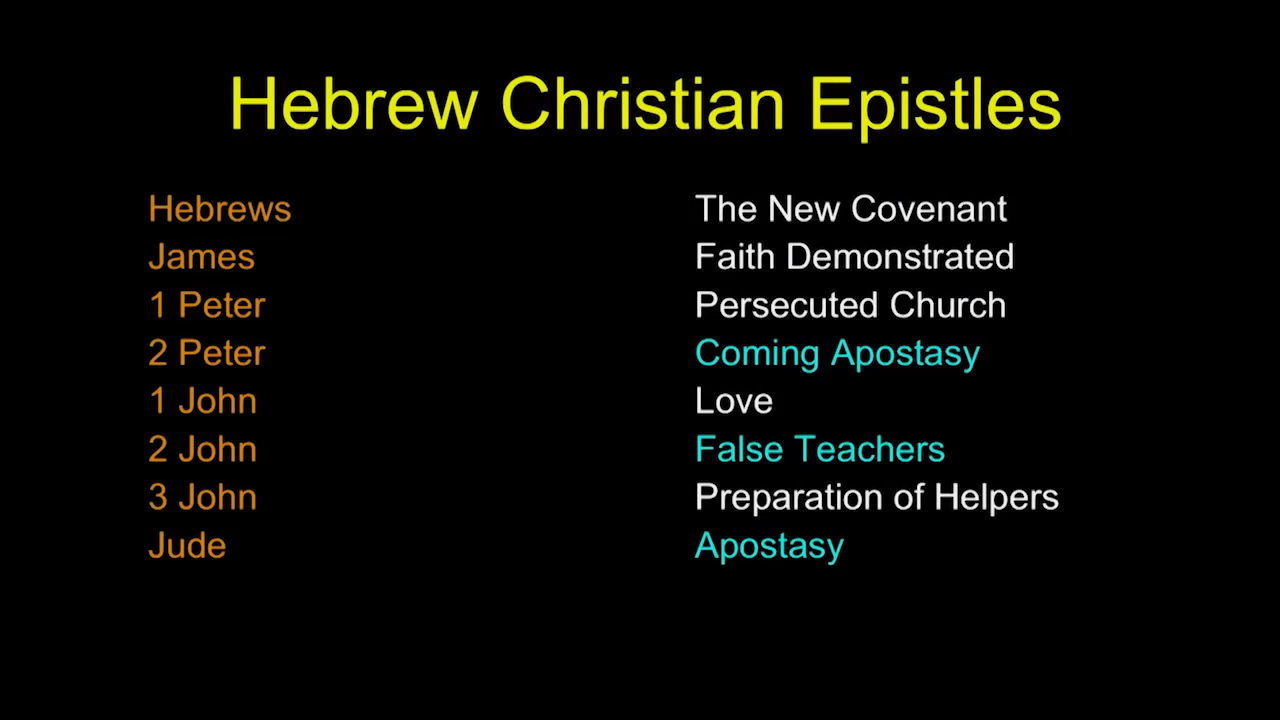 Hebrew Christian Epistles
Hebrews The New Covenant
James Faith Demonstrated
1 Peter Persecuted Church
2 Peter Coming Apostasy
1 John Love
2 John False Teachers
3 John Preparation of Helpers
Jude Apostasy